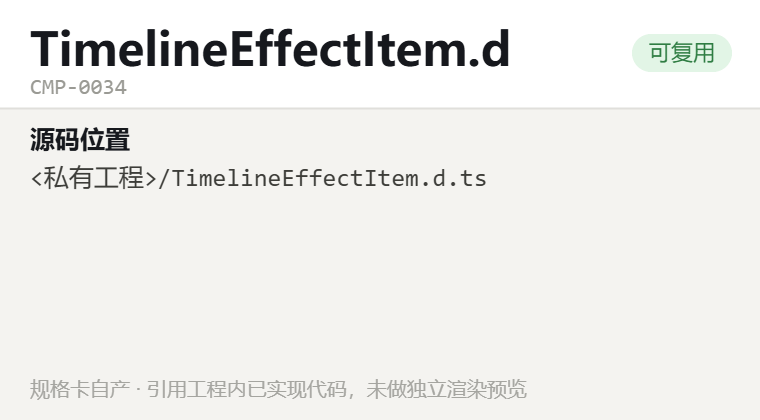 TimelineEffectItem.d
可复用
CMP-0034
源码位置
<私有工程>/TimelineEffectItem.d.ts
规格卡自产 · 引用工程内已实现代码，未做独立渲染预览